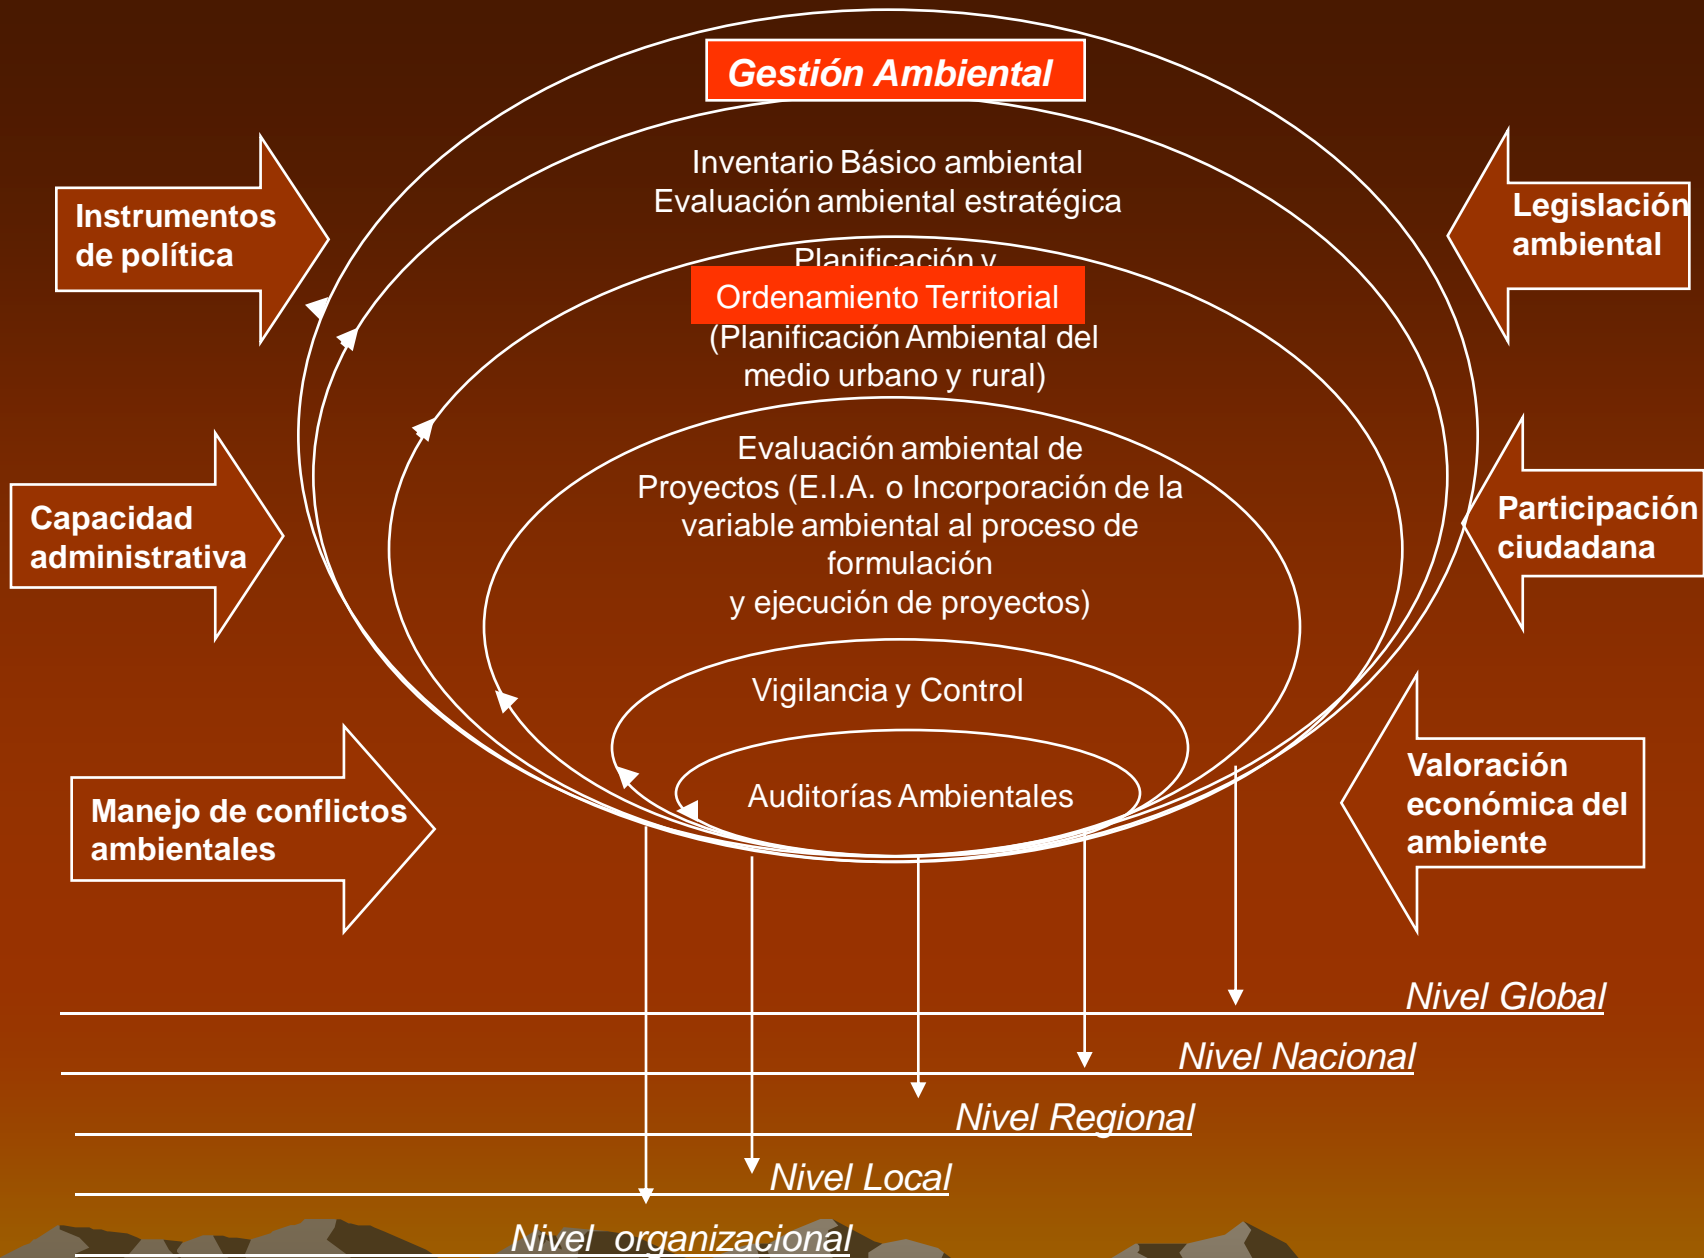 Gestión Ambiental
Inventario Básico ambiental
Evaluación ambiental estratégica
Planificación y
Ordenamiento Territorial
(Planificación Ambiental del
medio urbano y rural)
Evaluación ambiental de
Proyectos (E.I.A. o Incorporación de la
variable ambiental al proceso de
formulación
y ejecución de proyectos)
Vigilancia y Control
Auditorías Ambientales
Instrumentos
de política
Capacidad
administrativa
Manejo de conflictos
ambientales
Legislación
ambiental
Participación
ciudadana
Valoración
económica del
ambiente
Nivel Global
Nivel Nacional
Nivel Regional
Nivel Local
Nivel organizacional